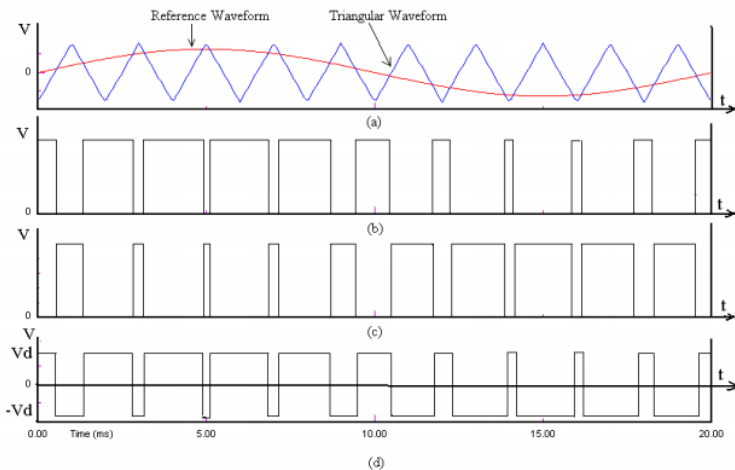 Reference Waveform Triangular Waveform
V
0
t
(a)
V
0
t
(b)
V
0
t
(c)
V
Vd
0
t
-Vd
0.00 Time (ms) 5.00 10.00 15.00 20.00
(d)